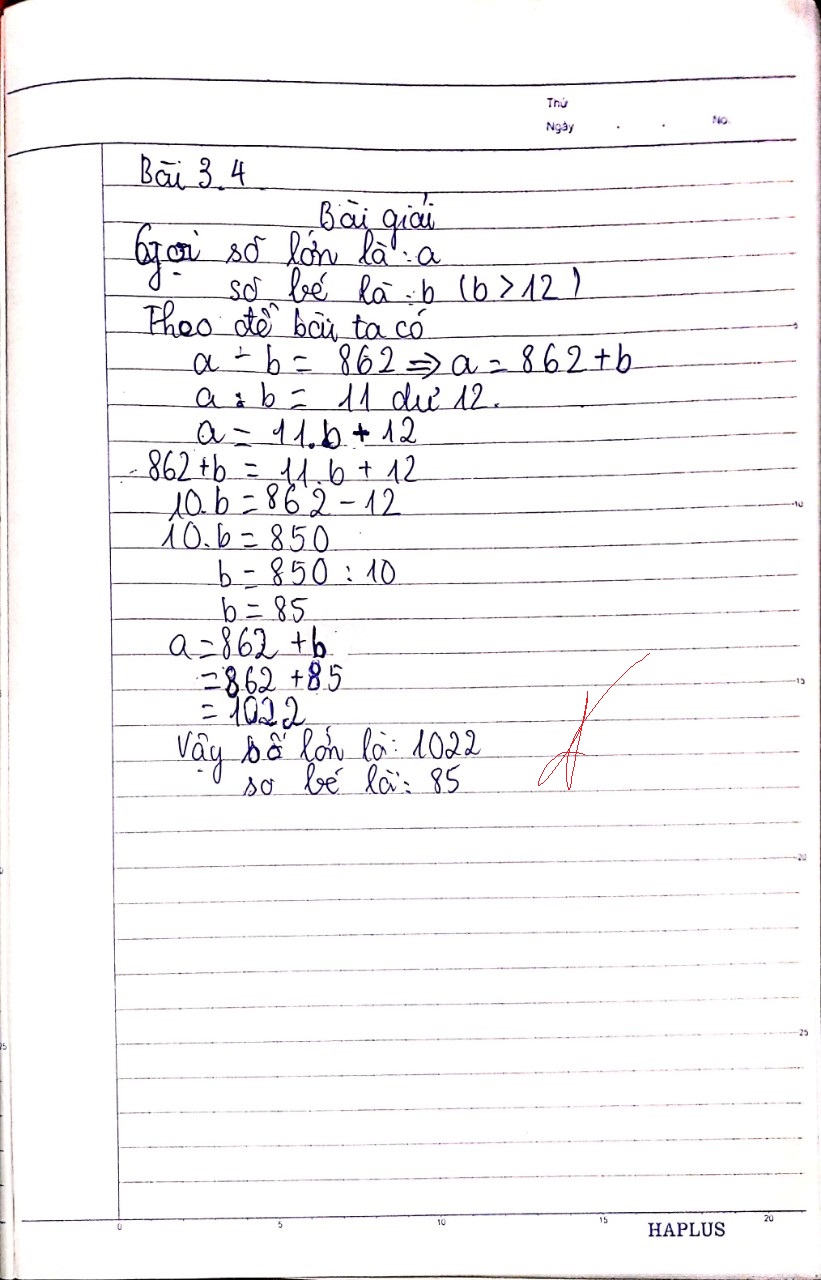 Thứ
Ngày . . No.
Bài 3.4
Bài giải
Gọi số lớn là: a
số bé là: b (b > 12)
Theo đề bài ta có
a - b = 862 => a = 862 + b
a : b = 11 dư 12.
a = 11.b + 12
862 + b = 11.b + 12
10.b = 862 - 12
10.b = 850
b = 850 : 10
b = 85
a = 862 + b
= 862 + 85
= 1022
Vậy số lớn là: 1022
số bé là: 85
5
10
15
20
25
0 5 10 15 20
HAPLUS